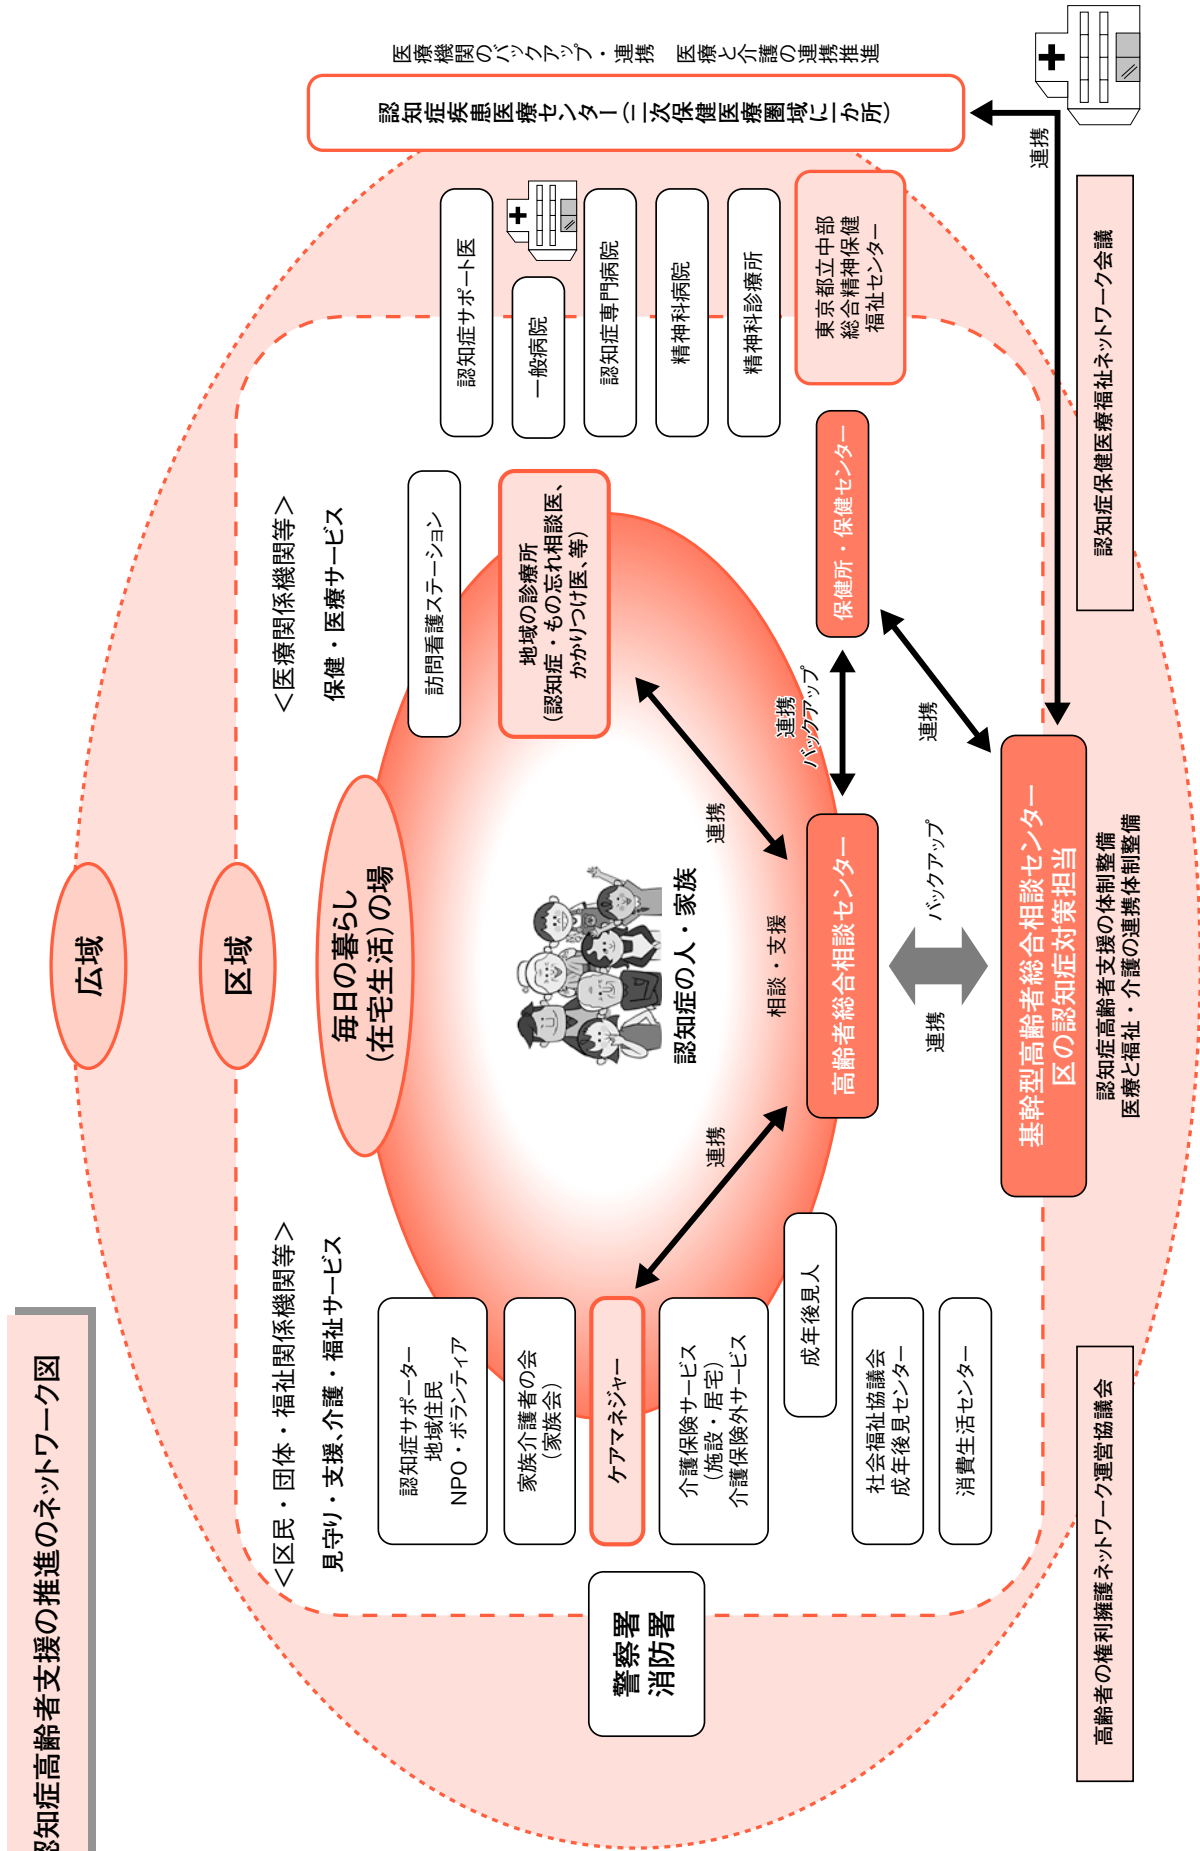 認知症高齢者支援の推進のネットワーク図
広域
区域
毎日の暮らし
(在宅生活)の場
＜区民・団体・福祉関係機関等＞
見守り・支援、介護・福祉サービス
認知症サポーター
地域住民
NPO・ボランティア
家族介護者の会
(家族会)
ケアマネジャー
介護保険サービス
(施設・居宅)
介護保険外サービス
成年後見人
社会福祉協議会
成年後見センター
消費生活センター
警察署
消防署
認知症の人・家族
相談・支援
連携
連携
高齢者総合相談センター
連携
バックアップ
連携
バックアップ
連携
基幹型高齢者総合相談センター
区の認知症対策担当
認知症高齢者支援の体制整備
医療と福祉・介護の連携体制整備
＜医療関係機関等＞
保健・医療サービス
訪問看護ステーション
地域の診療所
(認知症・もの忘れ相談医、
かかりつけ医、等)
保健所・保健センター
認知症サポート医
一般病院
認知症専門病院
精神科病院
精神科診療所
東京都立中部
総合精神保健
福祉センター
医療機関のバックアップ・連携　医療と介護の連携推進
認知症疾患医療センター(二次保健医療圏域に一か所)
連携
高齢者の権利擁護ネットワーク運営協議会
認知症保健医療福祉ネットワーク会議